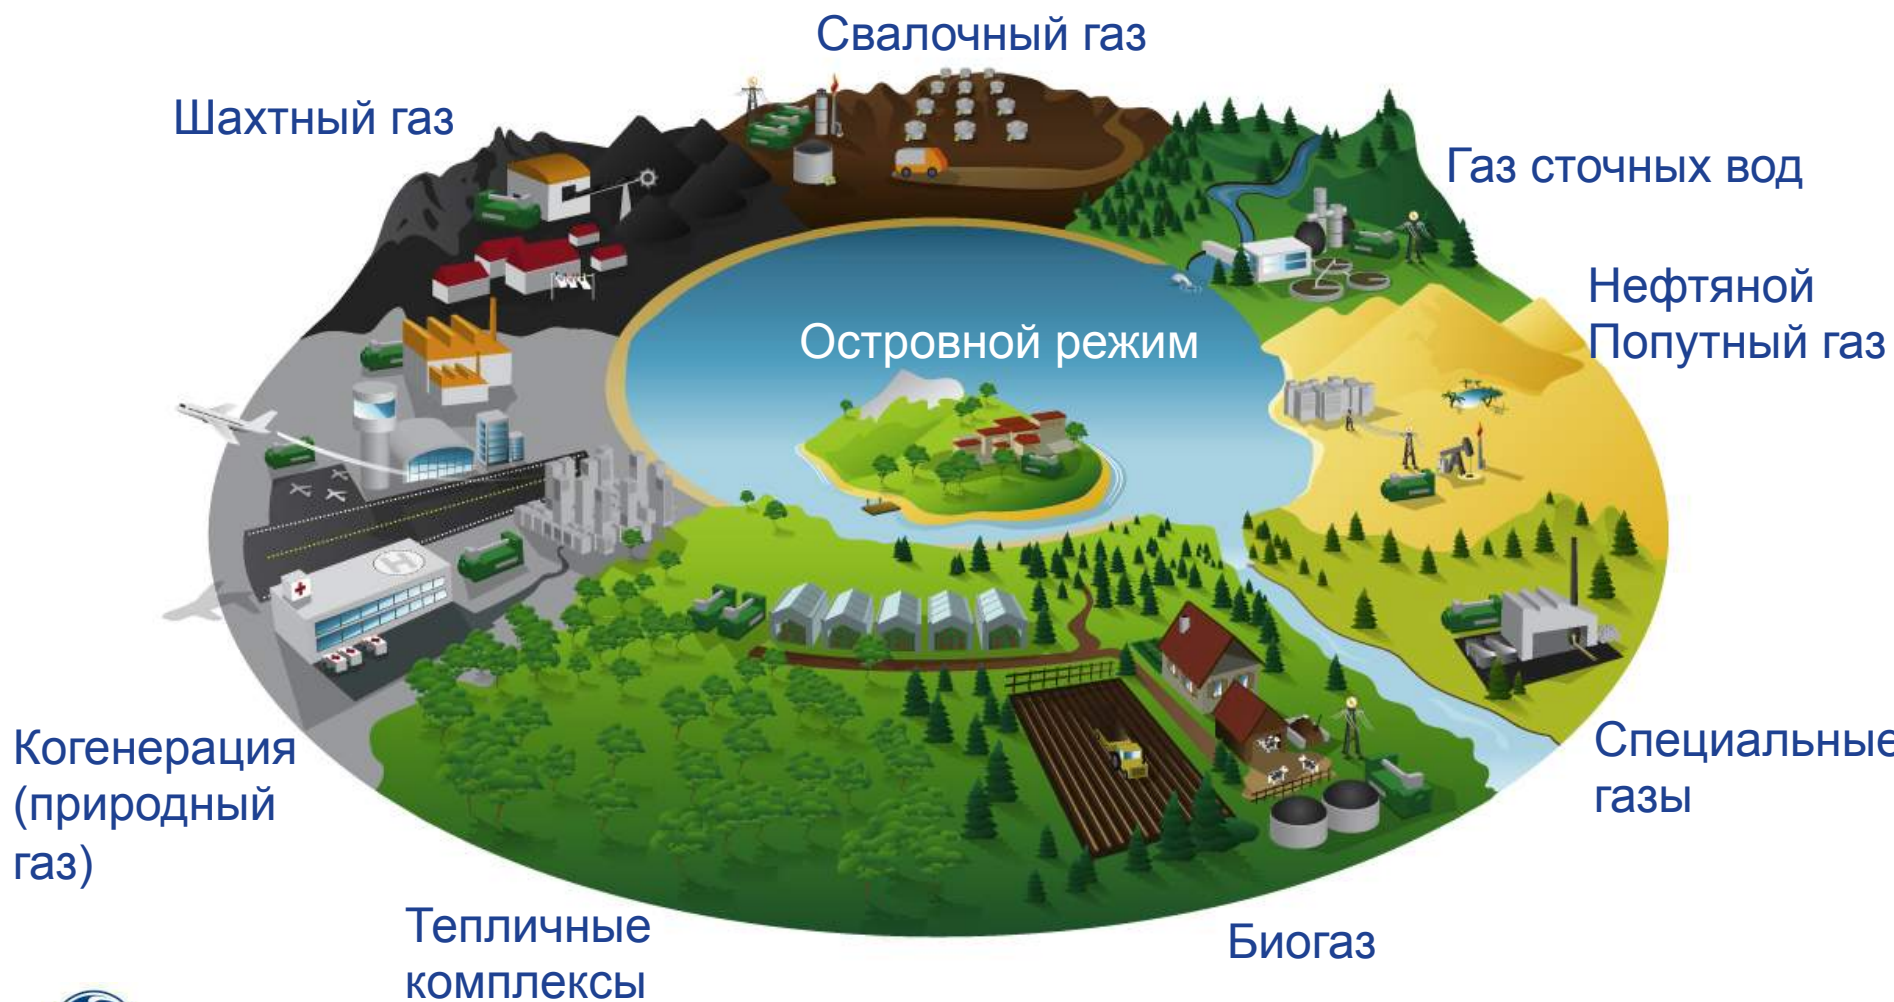 Свалочный газ
Шахтный газ
Газ сточных вод
Нефтяной
Попутный газ
Островной режим
Когенерация
(природный
газ)
Специальные
газы
Тепличные
комплексы
Биогаз